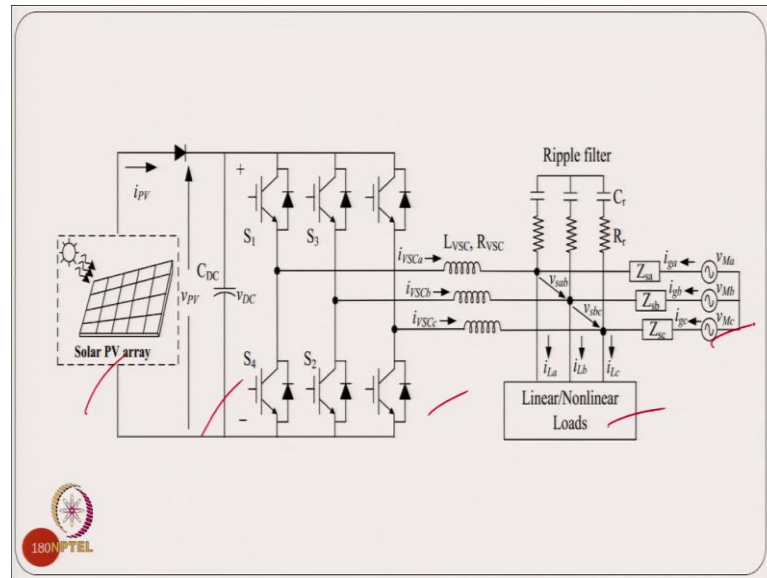 Ripple filter
Cr
Rr
iPV
+
S1
S3
LVSC, RVSC
iVSCa
iVSCb
iVSCc
CDC
vDC
vPV
Solar PV array
S4
S2
−
vsab
vsbc
Zsa
Zsb
Zsc
iga
igb
igc
vMa
vMb
vMc
iLa
iLb
iLc
Linear/Nonlinear
Loads
180
NPTEL